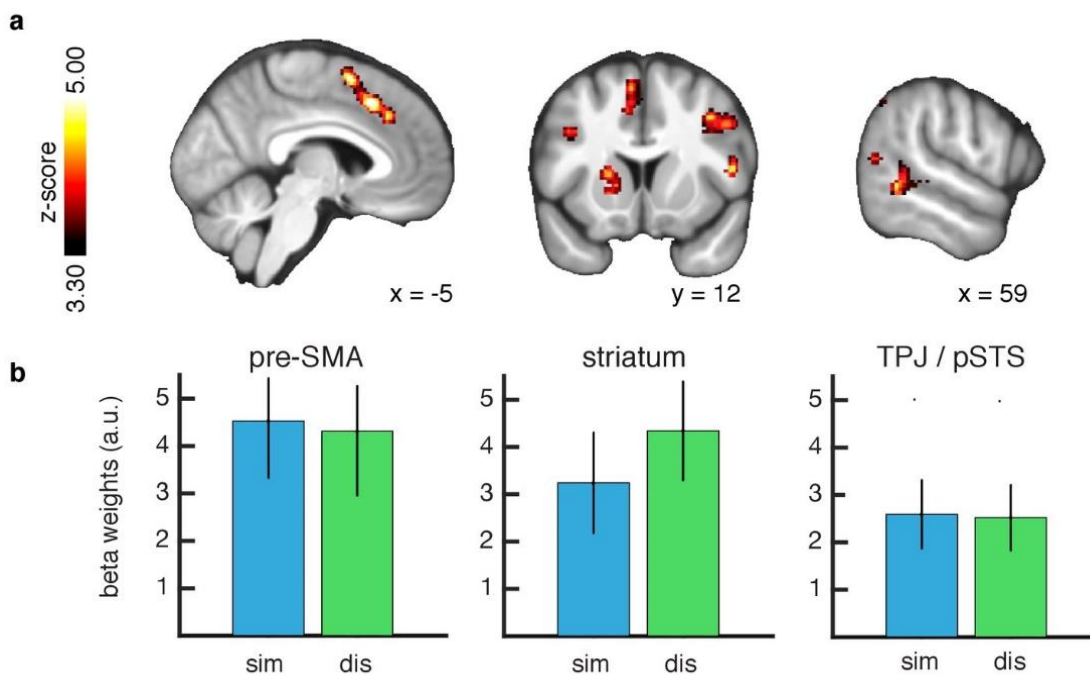 a
5.00
z-score
3.30
x = -5
y = 12
x = 59
b
pre-SMA
striatum
TPJ / pSTS
beta weights (a.u.)
5
4
3
2
1
sim
dis
5
4
3
2
1
sim
dis
5
4
3
2
1
sim
dis